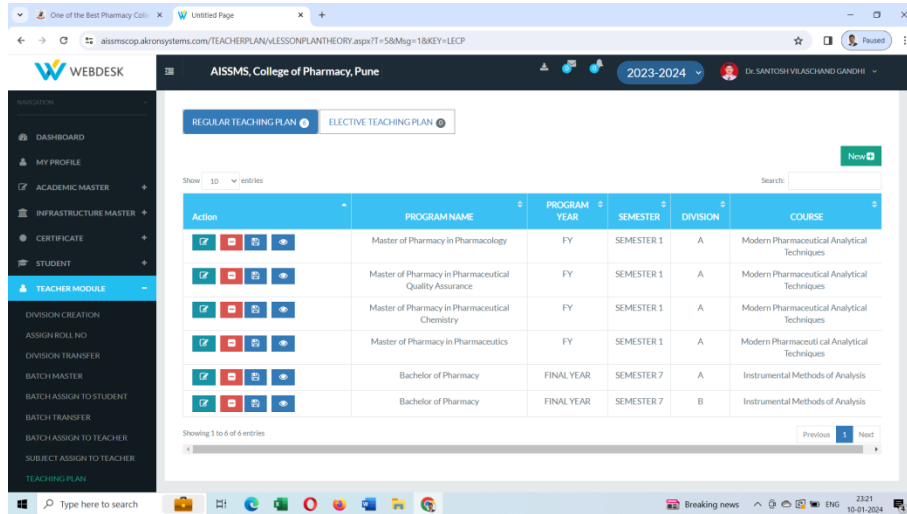 One of the Best Pharmacy Coll
Untitled Page
aissmscop.akronsystems.com/TEACHERPLAN/vLESSONPLANTHEORY.aspx?T=5&Msg=1&KEY=LECP
Paused
WEBDESK
AISSMS, College of Pharmacy, Pune
2023-2024
Dr. SANTOSH VILASCHAND GANDHI
NAVIGATION
DASHBOARD
MY PROFILE
ACADEMIC MASTER +
INFRASTRUCTURE MASTER +
CERTIFICATE +
STUDENT +
TEACHER MODULE −
DIVISION CREATION
ASSIGN ROLL NO
DIVISION TRANSFER
BATCH MASTER
BATCH ASSIGN TO STUDENT
BATCH TRANSFER
BATCH ASSIGN TO TEACHER
SUBJECT ASSIGN TO TEACHER
TEACHING PLAN
REGULAR TEACHING PLAN 6 ELECTIVE TEACHING PLAN 0
New
Show 10 entries Search:
Action PROGRAM NAME PROGRAM YEAR SEMESTER DIVISION COURSE
Master of Pharmacy in Pharmacology FY SEMESTER 1 A Modern Pharmaceutical Analytical
Techniques
Master of Pharmacy in Pharmaceutical FY SEMESTER 1 A Modern Pharmaceutical Analytical
Quality Assurance Techniques
Master of Pharmacy in Pharmaceutical FY SEMESTER 1 A Modern Pharmaceutical Analytical
Chemistry Techniques
Master of Pharmacy in Pharmaceutics FY SEMESTER 1 A Modern Pharmaceuti cal Analytical
Techniques
Bachelor of Pharmacy FINAL YEAR SEMESTER 7 A Instrumental Methods of Analysis
Bachelor of Pharmacy FINAL YEAR SEMESTER 7 B Instrumental Methods of Analysis
Showing 1 to 6 of 6 entries Previous 1 Next
Type here to search
Breaking news
ENG
23:21
10-01-2024